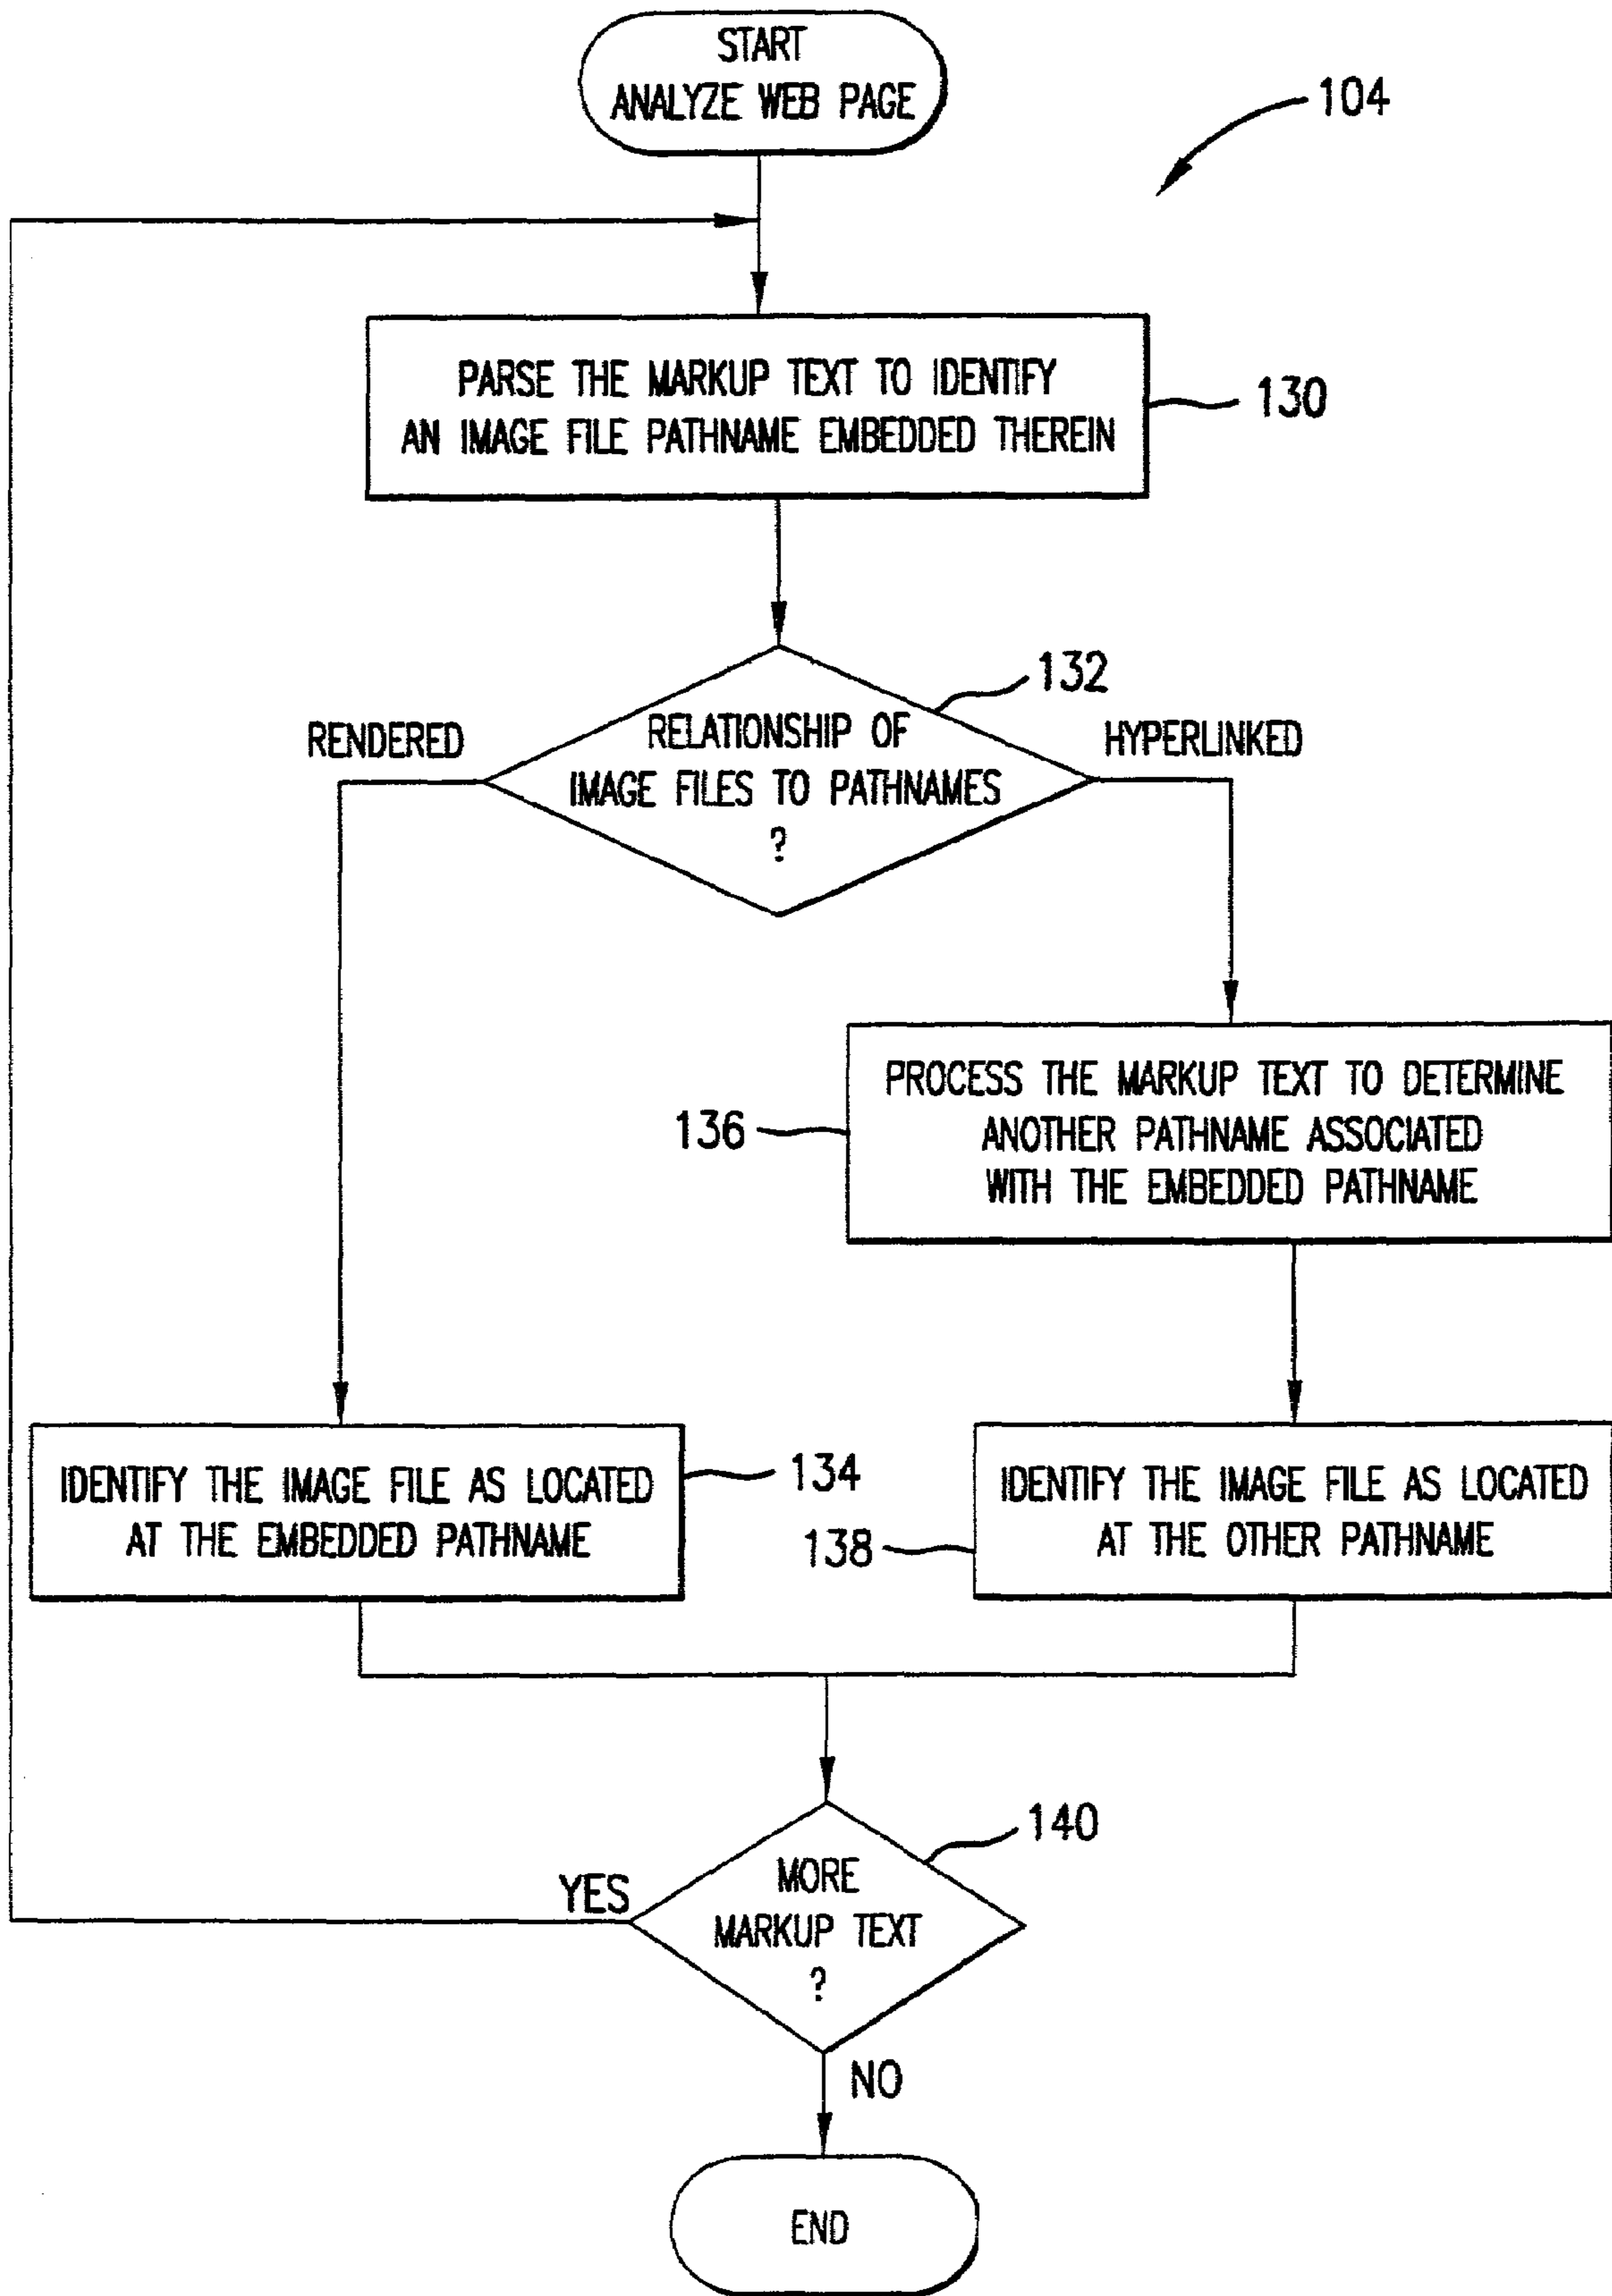 START
ANALYZE WEB PAGE
104
PARSE THE MARKUP TEXT TO IDENTIFY
AN IMAGE FILE PATHNAME EMBEDDED THEREIN
130
132
RENDERED
RELATIONSHIP OF
IMAGE FILES TO PATHNAMES
?
HYPERLINKED
PROCESS THE MARKUP TEXT TO DETERMINE
ANOTHER PATHNAME ASSOCIATED
WITH THE EMBEDDED PATHNAME
136
IDENTIFY THE IMAGE FILE AS LOCATED
AT THE EMBEDDED PATHNAME
134
IDENTIFY THE IMAGE FILE AS LOCATED
AT THE OTHER PATHNAME
138
140
YES
MORE
MARKUP TEXT
?
NO
END